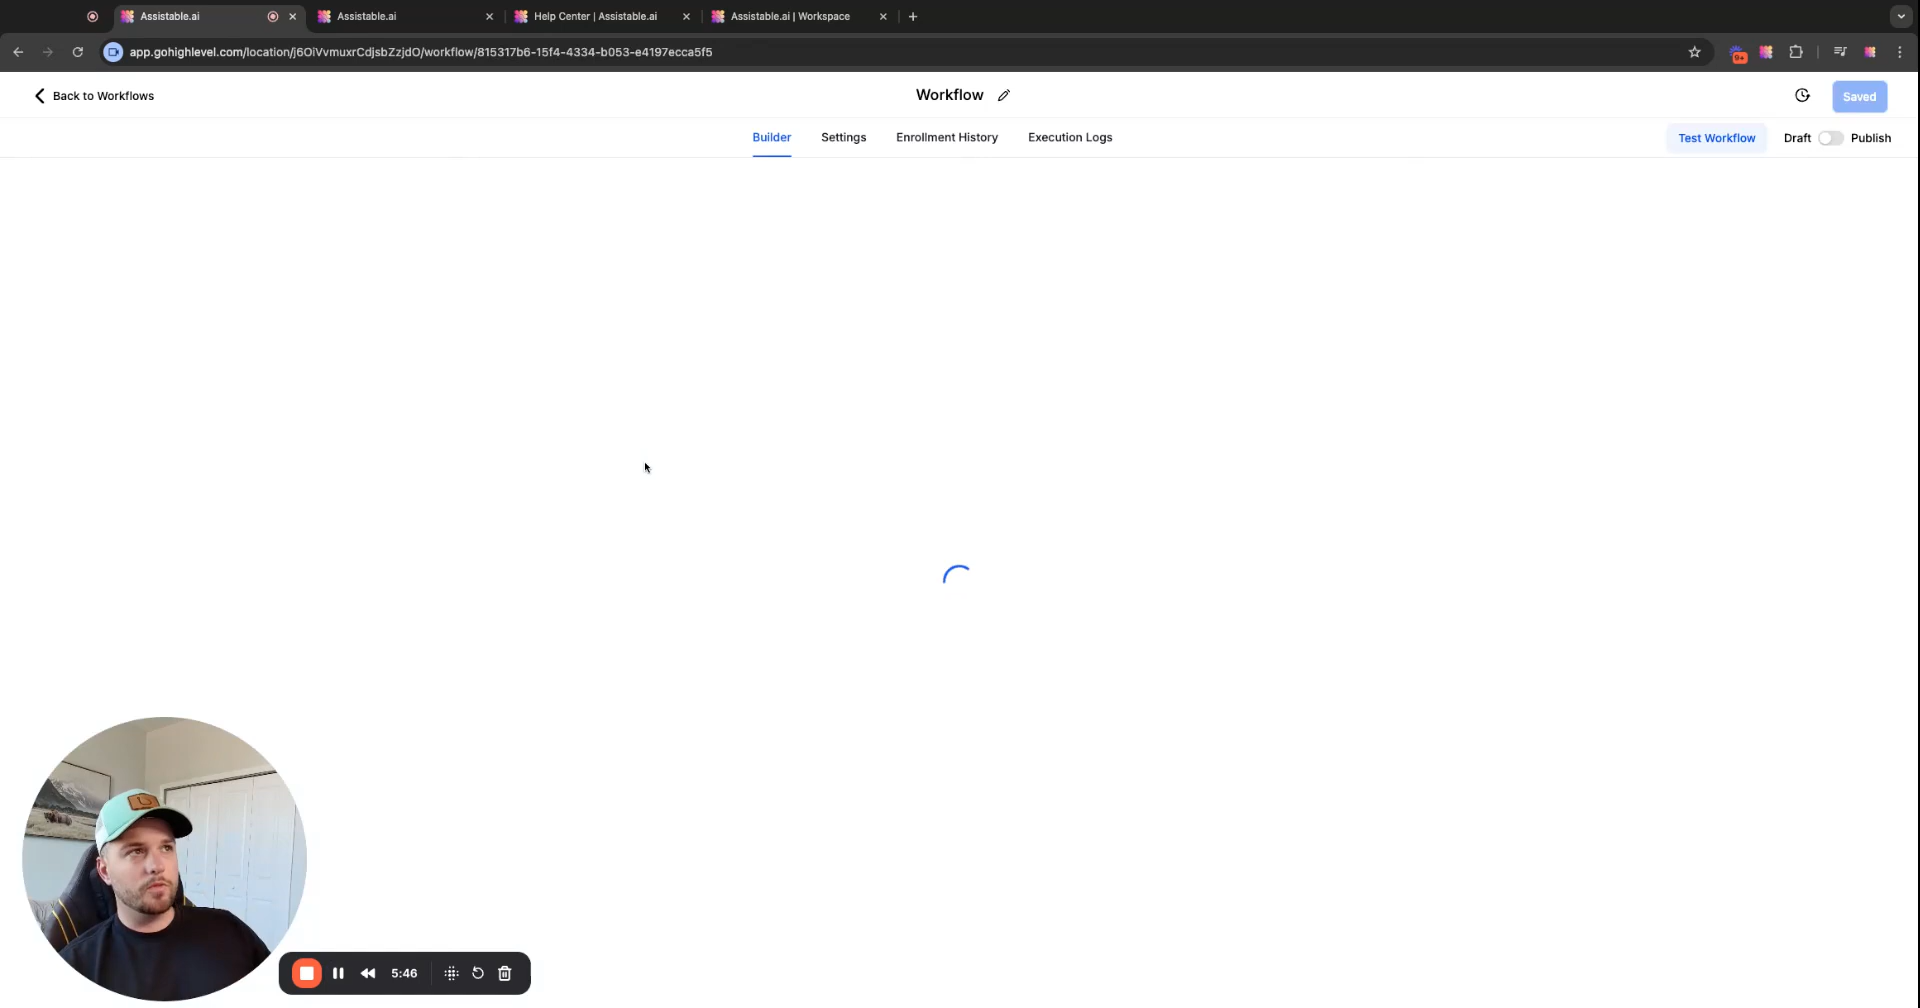 Assistable.ai
Assistable.ai
Help Center | Assistable.ai
Assistable.ai | Workspace
app.gohighlevel.com/location/j6OiVvmuxrCdjsbZzjdO/workflow/815317b6-15f4-4334-b053-e4197ecca5f5
9+
Back to Workflows
Workflow
Saved
Builder
Settings
Enrollment History
Execution Logs
Test Workflow
Draft
Publish
5:46